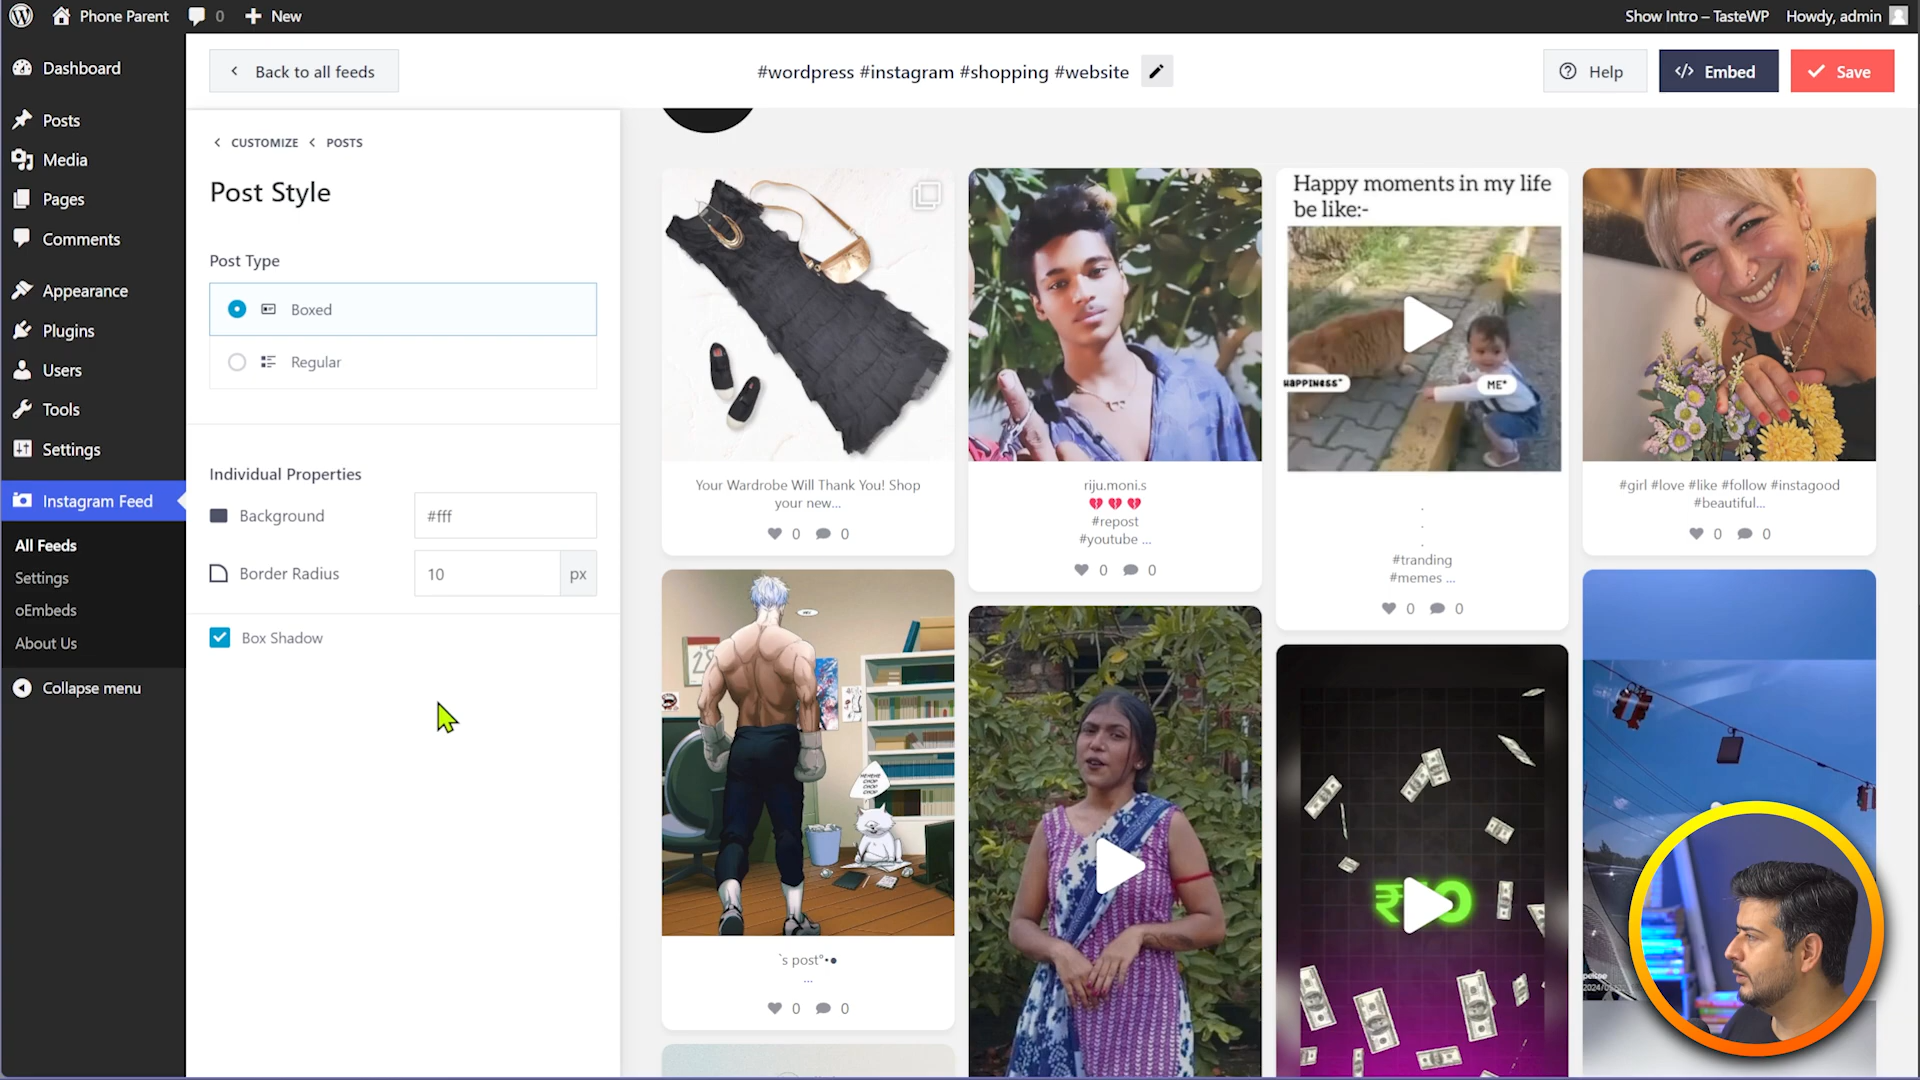 Phone Parent
0
New
Show Intro – TasteWP
Howdy, admin
Dashboard
Posts
Media
Pages
Comments
Appearance
Plugins
Users
Tools
Settings
Instagram Feed
All Feeds
Settings
oEmbeds
About Us
Collapse menu
Back to all feeds
#wordpress #instagram #shopping #website
Help
Embed
Save
CUSTOMIZE
POSTS
Post Style
Post Type
Boxed
Regular
Individual Properties
Background
#fff
Border Radius
10
px
Box Shadow
Your Wardrobe Will Thank You! Shop
your new...
0
0
riju.moni.s
💔 💔 💔
#repost
#youtube ...
0
0
Happy moments in my life
be like:-
HAPPINESS"
ME"
.
.
.
#tranding
#memes ...
0
0
#girl #love #like #follow #instagood
#beautiful...
0
0
28
`s post°•●
...
0
0